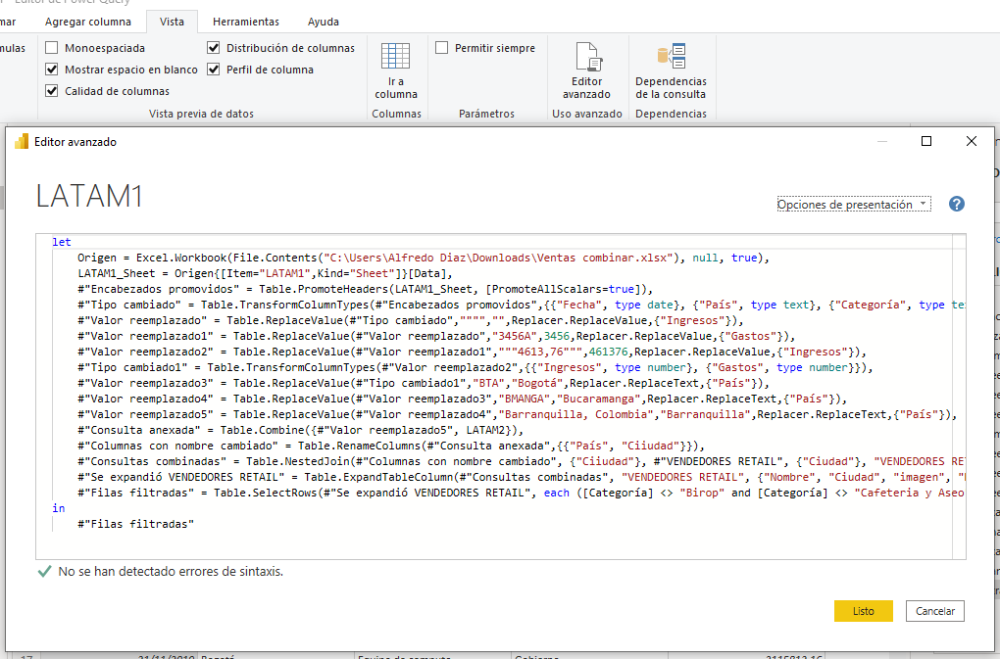 Editor de Power Query
mar Agregar columna Vista Herramientas Ayuda
mulas
Monoespaciada
Mostrar espacio en blanco
Calidad de columnas
Distribución de columnas
Perfil de columna
Vista previa de datos
Ir a
columna
Columnas
Permitir siempre
Parámetros
Editor
avanzado
Uso avanzado
Dependencias
de la consulta
Dependencias
Editor avanzado
LATAM1
Opciones de presentación
?
let
Origen = Excel.Workbook(File.Contents("C:\Users\Alfredo Diaz\Downloads\Ventas combinar.xlsx"), null, true),
LATAM1_Sheet = Origen{[Item="LATAM1",Kind="Sheet"]}[Data],
#"Encabezados promovidos" = Table.PromoteHeaders(LATAM1_Sheet, [PromoteAllScalars=true]),
#"Tipo cambiado" = Table.TransformColumnTypes(#"Encabezados promovidos",{{"Fecha", type date}, {"País", type text}, {"Categoría", type te
#"Valor reemplazado" = Table.ReplaceValue(#"Tipo cambiado","""","",Replacer.ReplaceValue,{"Ingresos"}),
#"Valor reemplazado1" = Table.ReplaceValue(#"Valor reemplazado","3456A",3456,Replacer.ReplaceValue,{"Gastos"}),
#"Valor reemplazado2" = Table.ReplaceValue(#"Valor reemplazado1","""4613,76""",461376,Replacer.ReplaceValue,{"Ingresos"}),
#"Tipo cambiado1" = Table.TransformColumnTypes(#"Valor reemplazado2",{{"Ingresos", type number}, {"Gastos", type number}}),
#"Valor reemplazado3" = Table.ReplaceValue(#"Tipo cambiado1","BTA","Bogotá",Replacer.ReplaceText,{"País"}),
#"Valor reemplazado4" = Table.ReplaceValue(#"Valor reemplazado3","BMANGA","Bucaramanga",Replacer.ReplaceText,{"País"}),
#"Valor reemplazado5" = Table.ReplaceValue(#"Valor reemplazado4","Barranquilla, Colombia","Barranquilla",Replacer.ReplaceText,{"País"}),
#"Consulta anexada" = Table.Combine({#"Valor reemplazado5", LATAM2}),
#"Columnas con nombre cambiado" = Table.RenameColumns(#"Consulta anexada",{{"País", "Ciiudad"}}),
#"Consultas combinadas" = Table.NestedJoin(#"Columnas con nombre cambiado", {"Ciiudad"}, #"VENDEDORES RETAIL", {"Ciudad"}, "VENDEDORES RE
#"Se expandió VENDEDORES RETAIL" = Table.ExpandTableColumn(#"Consultas combinadas", "VENDEDORES RETAIL", {"Nombre", "Ciudad", "imagen", "
#"Filas filtradas" = Table.SelectRows(#"Se expandió VENDEDORES RETAIL", each ([Categoría] <> "Birop" and [Categoría] <> "Cafeteria y Aseo
in
#"Filas filtradas"
No se han detectado errores de sintaxis.
Listo Cancelar